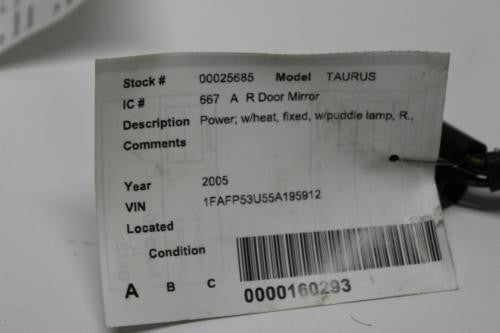 Stock # 00025685 Model TAURUS
IC # 667 A R Door Mirror
Description Power; w/heat, fixed, w/puddle lamp, R.,
Comments
Year 2005
VIN 1FAFP53U55A195912
Located
Condition
A B C 0000160293